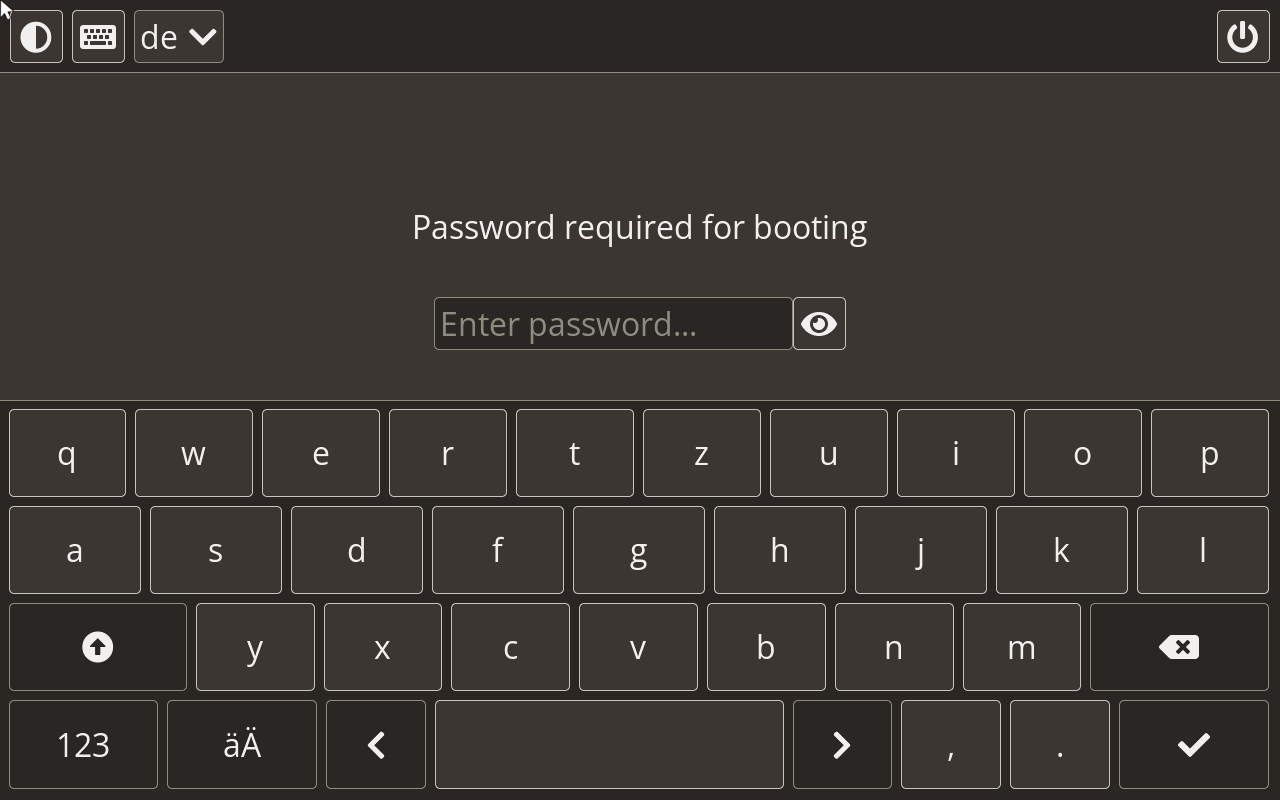 de
Password required for booting
Enter password...
q w e r t z u i o p
a s d f g h j k l
y x c v b n m
123 äÄ , .